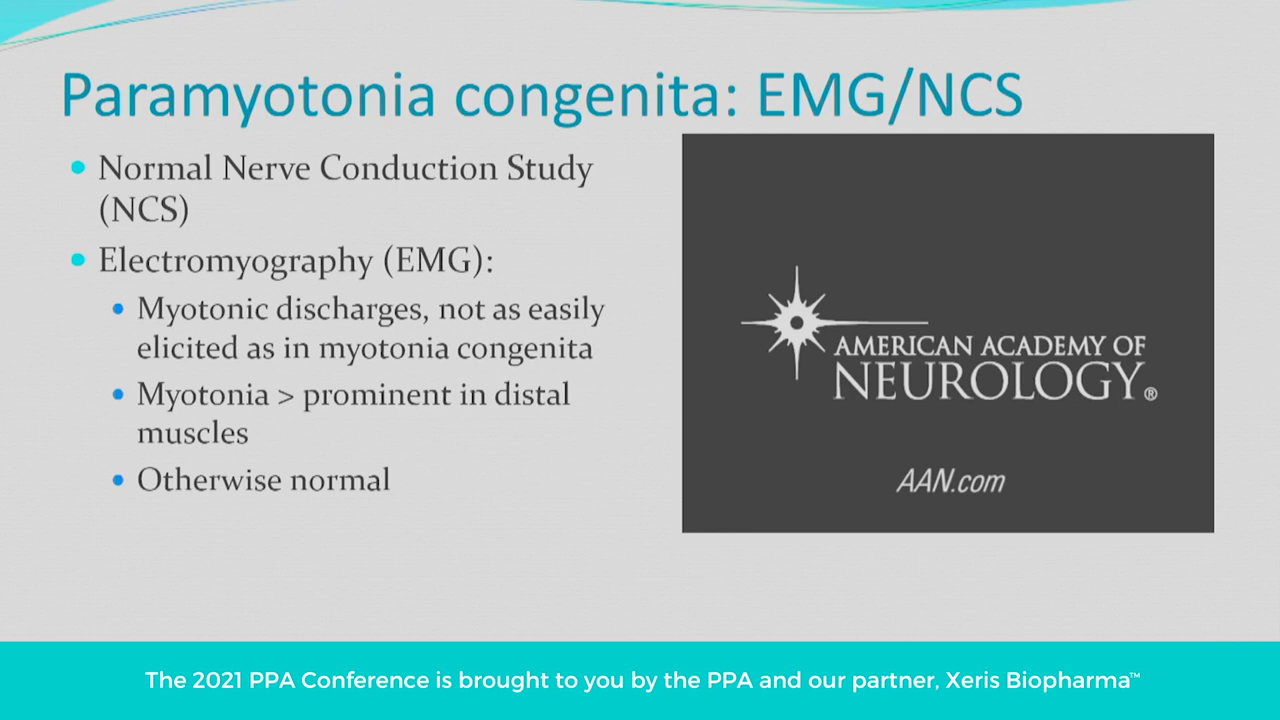 Paramyotonia congenita: EMG/NCS
Normal Nerve Conduction Study
(NCS)
Electromyography (EMG):
Myotonic discharges, not as easily
elicited as in myotonia congenita
Myotonia > prominent in distal
muscles
Otherwise normal
AMERICAN ACADEMY OF
NEUROLOGY®
AAN.com
The 2021 PPA Conference is brought to you by the PPA and our partner, Xeris Biopharma™